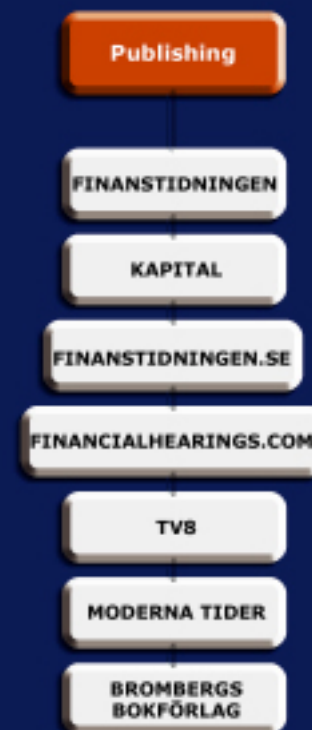 Publishing
FINANSTIDNINGEN
KAPITAL
FINANSTIDNINGEN.SE
FINANCIALHEARINGS.COM
TV8
MODERNA TIDER
BROMBERGS
BOKFÖRLAG